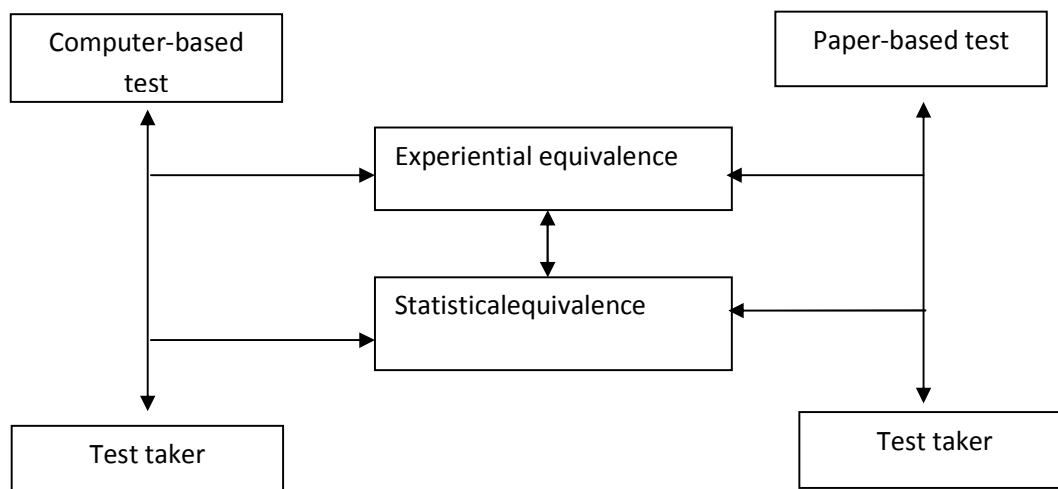 Computer-based
test
Paper-based test
Experiential equivalence
Statisticalequivalence
Test taker
Test taker